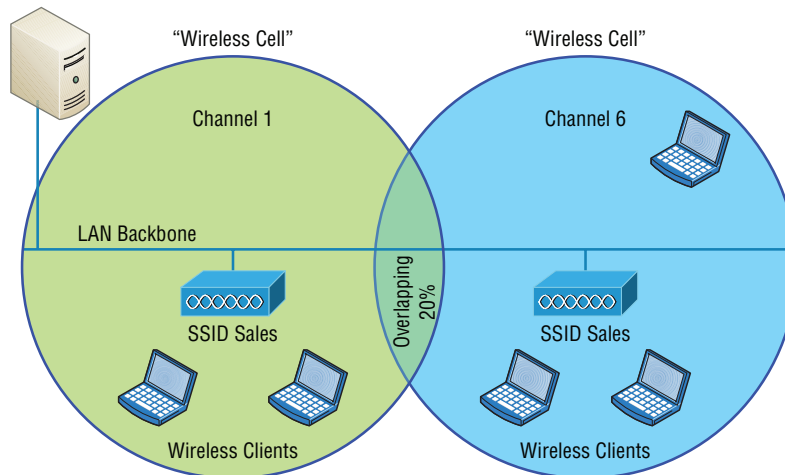 “Wireless Cell”
“Wireless Cell”
Channel 1
Channel 6
LAN Backbone
Overlapping
20%
SSID Sales
SSID Sales
Wireless Clients
Wireless Clients